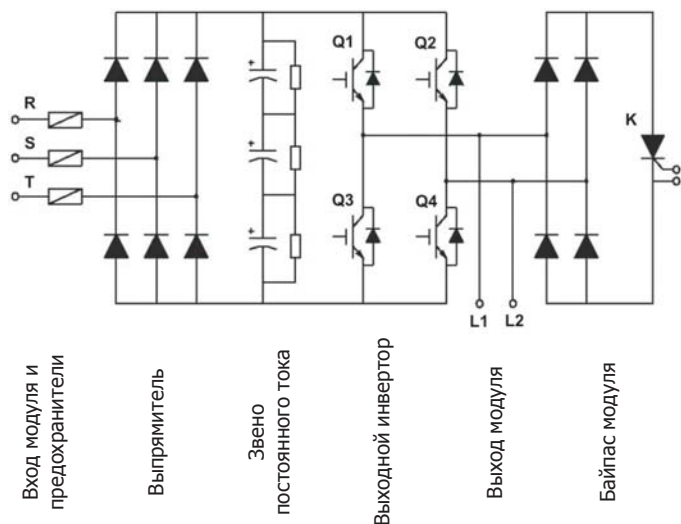 Q1
Q2
R
K
S
T
Q3
Q4
L1
L2
Вход модуля и
предохранители
Выпрямитель
Звено
постоянного тока
Выходной инвертор
Выход модуля
Байпас модуля